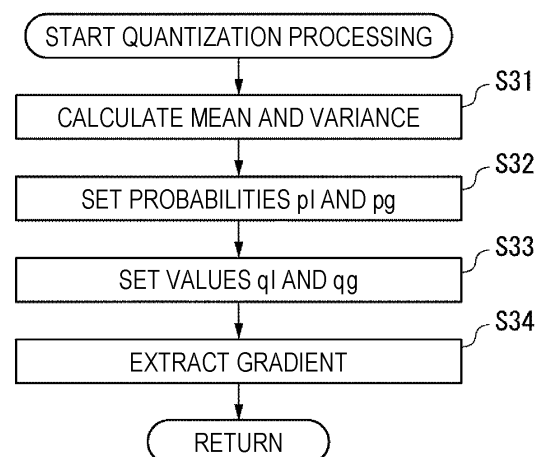 START QUANTIZATION PROCESSING
S31
CALCULATE MEAN AND VARIANCE
S32
SET PROBABILITIES pl AND pg
S33
SET VALUES ql AND qg
S34
EXTRACT GRADIENT
RETURN